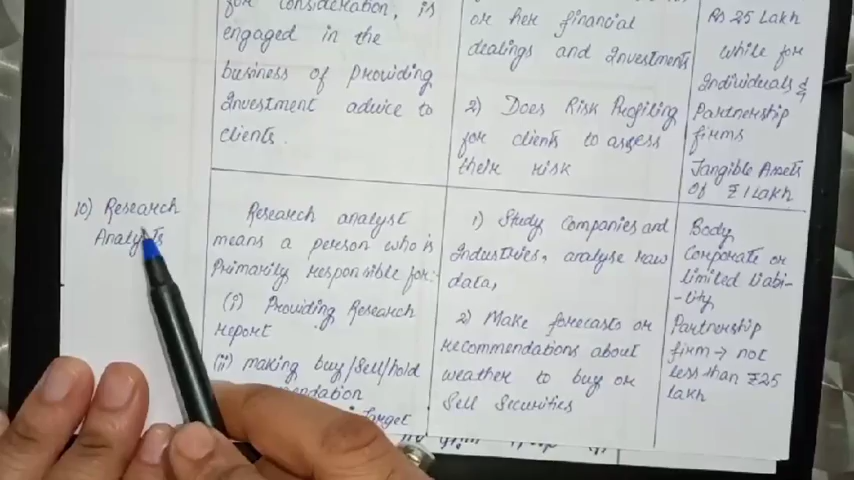 for consideration, is
engaged in the
business of providing
Investment advice to
clients.
or her financial
dealings and Investments
2) Does Risk Profiling
for clients to assess
their risk
Rs 25 Lakh
while for
Individuals &
Partnership
firms
Tangible Assets
of ₹1 Lakh
10) Research
Analysts
Research analyst
means a person who is
Primarily responsible for:
(i) Providing Research
report
(ii) making buy/sell/hold
Target
1) Study Companies and
Industries, analyse raw
data,
2) Make forecasts or
recommendations about
weather to buy or
Sell Securities
Body
Corporate or
limited liabi-
-lity
Partnership
firm → not
less than ₹25
lakh